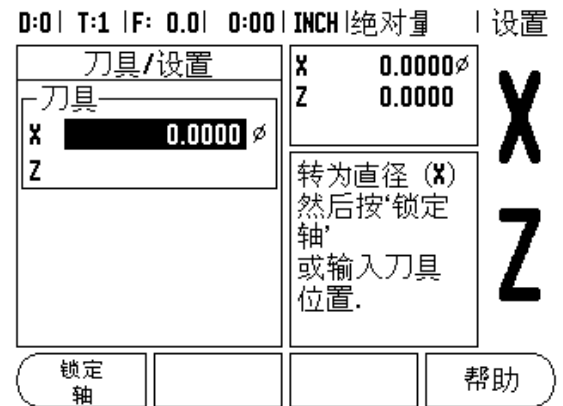 D:0| T:1 |F: 0.0| 0:00| INCH |绝对量 | 设置
刀具/设置
刀具
X 0.0000 ø
Z
X 0.0000ø
Z 0.0000
转为直径 (X)
然后按‘锁定
轴’
或输入刀具
位置.
X
Z
锁定
轴
帮助